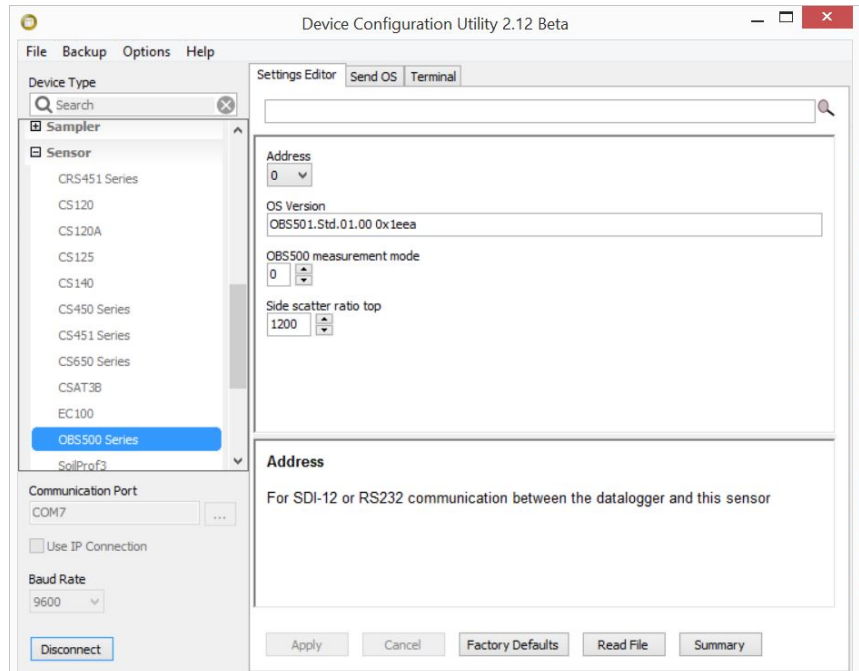 Device Configuration Utility 2.12 Beta
File Backup Options Help
Device Type
Search
Sampler
Sensor
CRS451 Series
CS120
CS120A
CS125
CS140
CS450 Series
CS451 Series
CS650 Series
CSAT3B
EC100
OBS500 Series
SoilProf3
Communication Port
COM7
...
Use IP Connection
Baud Rate
9600
Disconnect
Settings Editor Send OS Terminal
Address
0
OS Version
OBS501.Std.01.00 0x1eea
OBS500 measurement mode
0
Side scatter ratio top
1200
Address
For SDI-12 or RS232 communication between the datalogger and this sensor
Apply Cancel Factory Defaults Read File Summary